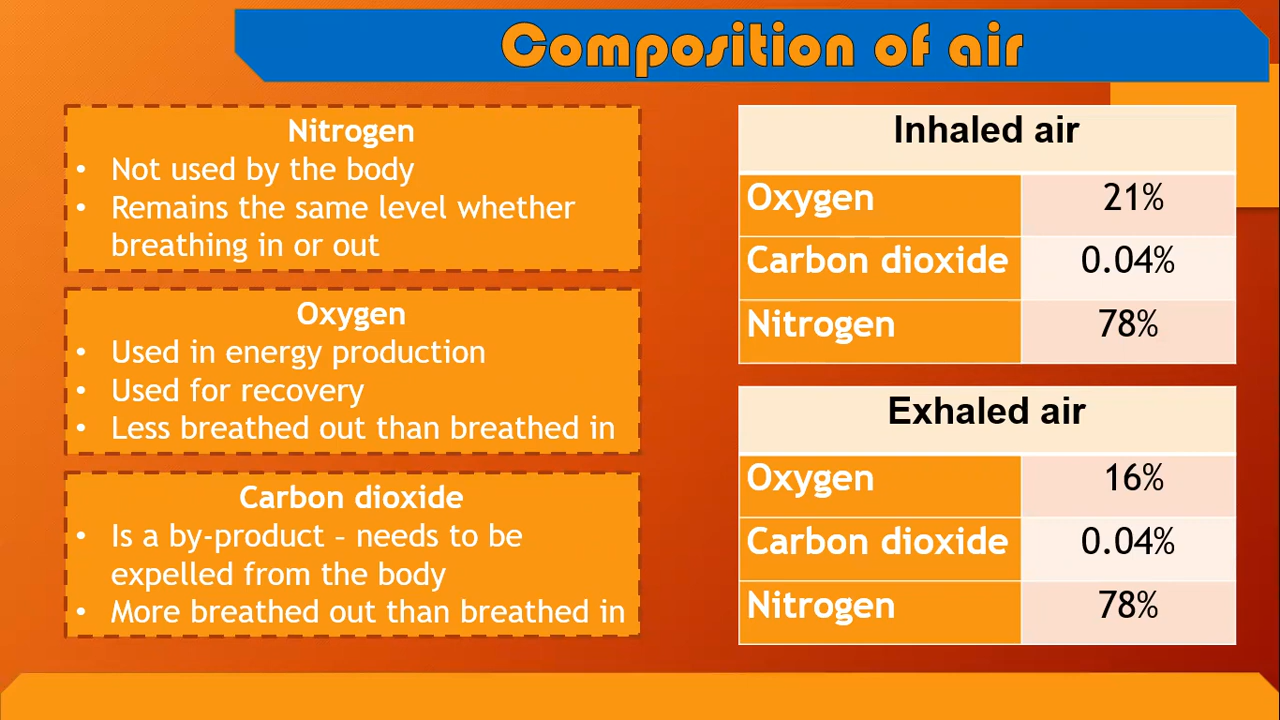 Composition of air
Nitrogen
• Not used by the body
• Remains the same level whether
breathing in or out
Oxygen
• Used in energy production
• Used for recovery
• Less breathed out than breathed in
Carbon dioxide
• Is a by-product – needs to be
expelled from the body
• More breathed out than breathed in
Inhaled air
Oxygen 21%
Carbon dioxide 0.04%
Nitrogen 78%
Exhaled air
Oxygen 16%
Carbon dioxide 0.04%
Nitrogen 78%